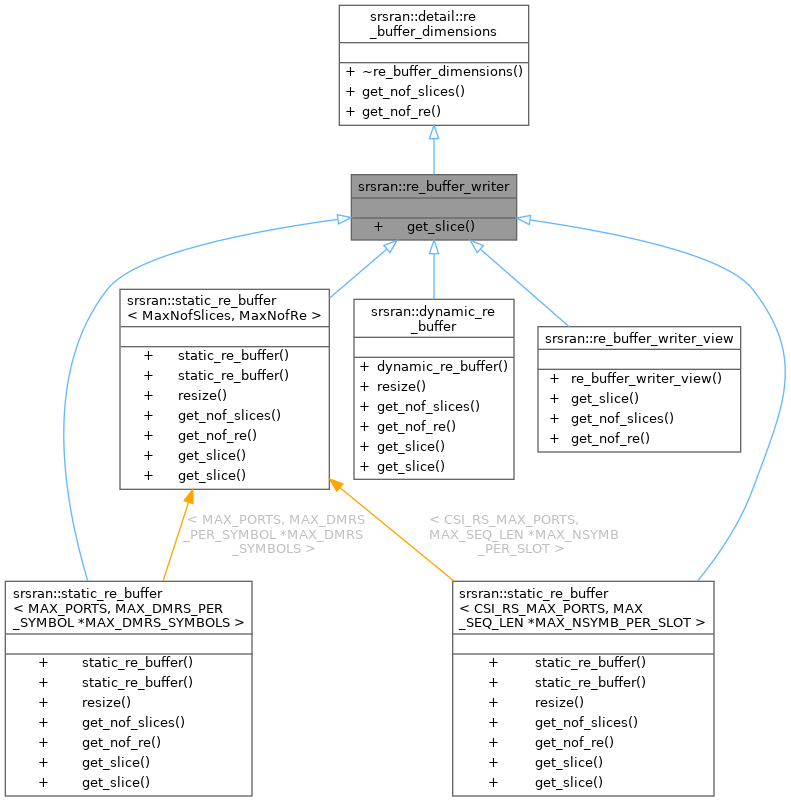 srsran::detail::re
_buffer_dimensions
+ ~re_buffer_dimensions()
+ get_nof_slices()
+ get_nof_re()
srsran::re_buffer_writer
+ get_slice()
srsran::static_re_buffer
< MaxNofSlices, MaxNofRe >
+ static_re_buffer()
+ static_re_buffer()
+ resize()
+ get_nof_slices()
+ get_nof_re()
+ get_slice()
+ get_slice()
srsran::dynamic_re
_buffer
+ dynamic_re_buffer()
+ resize()
+ get_nof_slices()
+ get_nof_re()
+ get_slice()
+ get_slice()
srsran::re_buffer_writer_view
+ re_buffer_writer_view()
+ get_slice()
+ get_nof_slices()
+ get_nof_re()
< MAX_PORTS, MAX_DMRS
_PER_SYMBOL *MAX_DMRS
_SYMBOLS >
< CSI_RS_MAX_PORTS,
MAX_SEQ_LEN *MAX_NSYMB
_PER_SLOT >
srsran::static_re_buffer
< MAX_PORTS, MAX_DMRS_PER
_SYMBOL *MAX_DMRS_SYMBOLS >
+ static_re_buffer()
+ static_re_buffer()
+ resize()
+ get_nof_slices()
+ get_nof_re()
+ get_slice()
+ get_slice()
srsran::static_re_buffer
< CSI_RS_MAX_PORTS, MAX
_SEQ_LEN *MAX_NSYMB_PER_SLOT >
+ static_re_buffer()
+ static_re_buffer()
+ resize()
+ get_nof_slices()
+ get_nof_re()
+ get_slice()
+ get_slice()